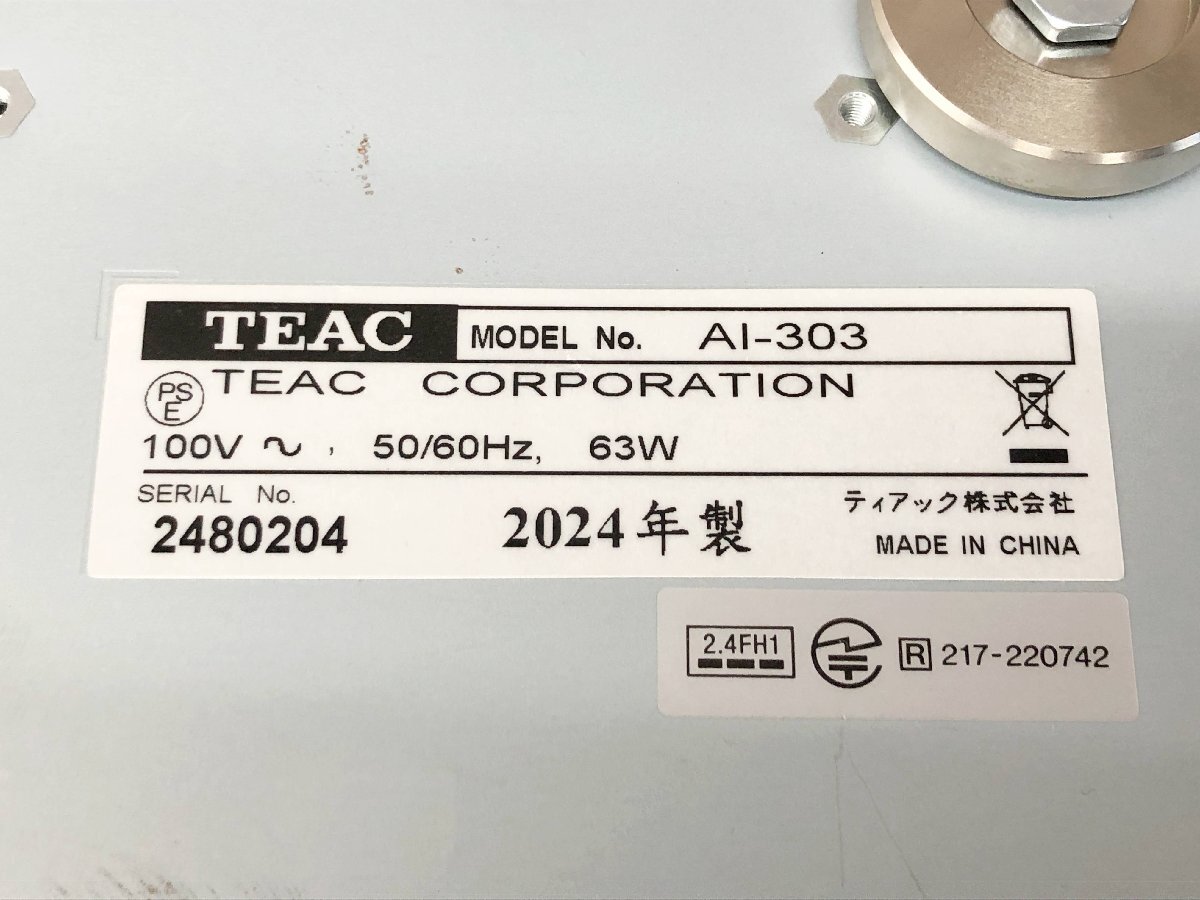 TEAC MODEL No. AI-303
PSE TEAC CORPORATION
100V ~, 50/60Hz, 63W
SERIAL No.
2480204
2024年製
ティアック株式会社
MADE IN CHINA
2.4FH1
R 217-220742